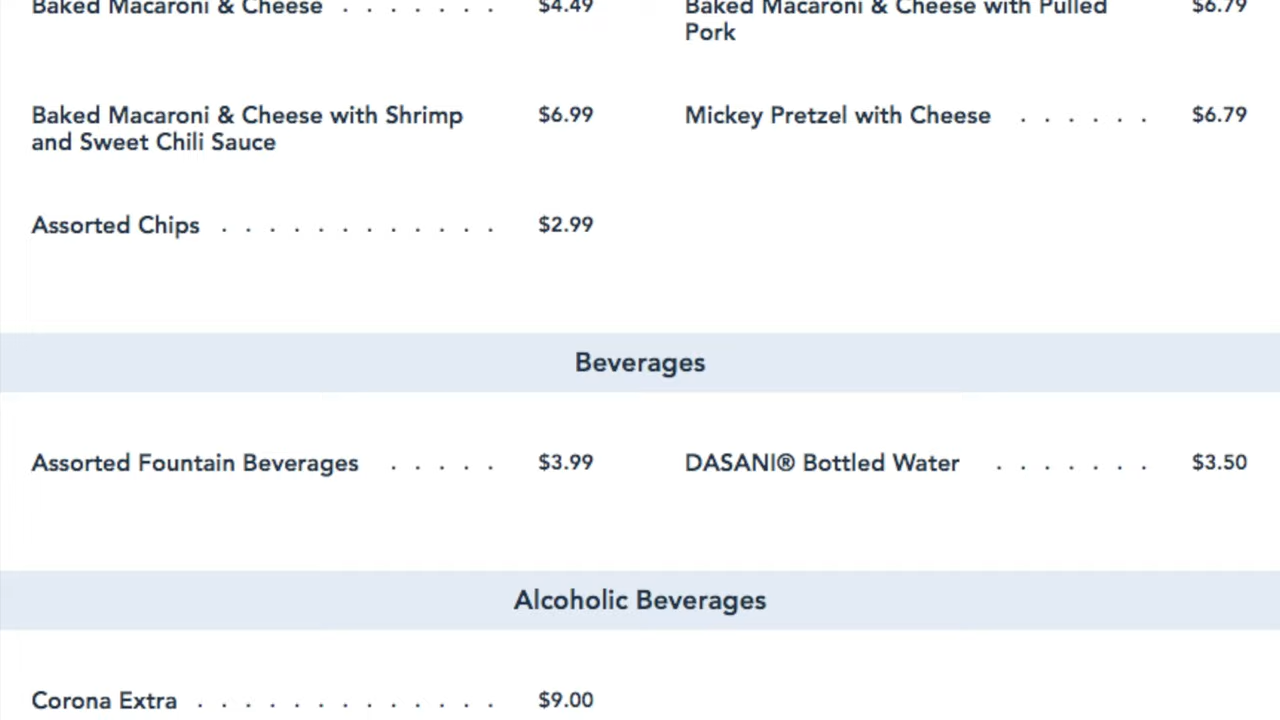 Baked Macaroni & Cheese . . . . . . . $4.49
Baked Macaroni & Cheese with Pulled $6.79
Pork
Baked Macaroni & Cheese with Shrimp $6.99
and Sweet Chili Sauce
Mickey Pretzel with Cheese . . . . . . $6.79
Assorted Chips . . . . . . . . . . . . $2.99
Beverages
Assorted Fountain Beverages . . . . . $3.99
DASANI® Bottled Water . . . . . . . $3.50
Alcoholic Beverages
Corona Extra . . . . . . . . . . . . . $9.00